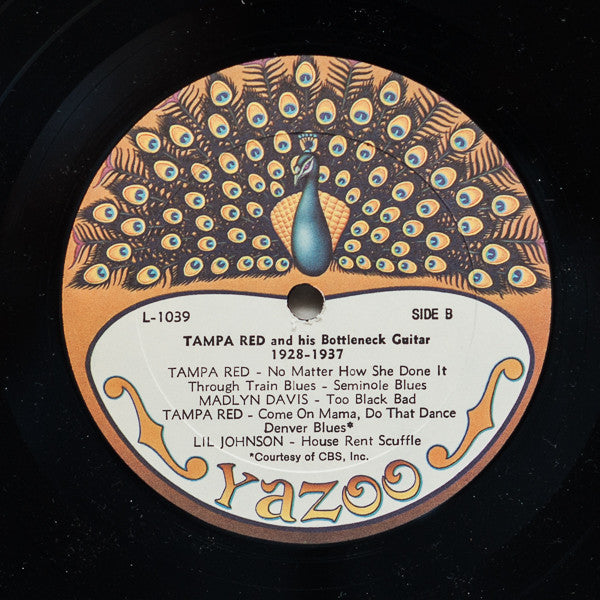 L-1039 SIDE B
TAMPA RED and his Bottleneck Guitar
1928-1937
TAMPA RED - No Matter How She Done It
Through Train Blues - Seminole Blues
MADLYN DAVIS - Too Black Bad
TAMPA RED - Come On Mama, Do That Dance
Denver Blues*
LIL JOHNSON - House Rent Scuffle
*Courtesy of CBS, Inc.
Yazoo